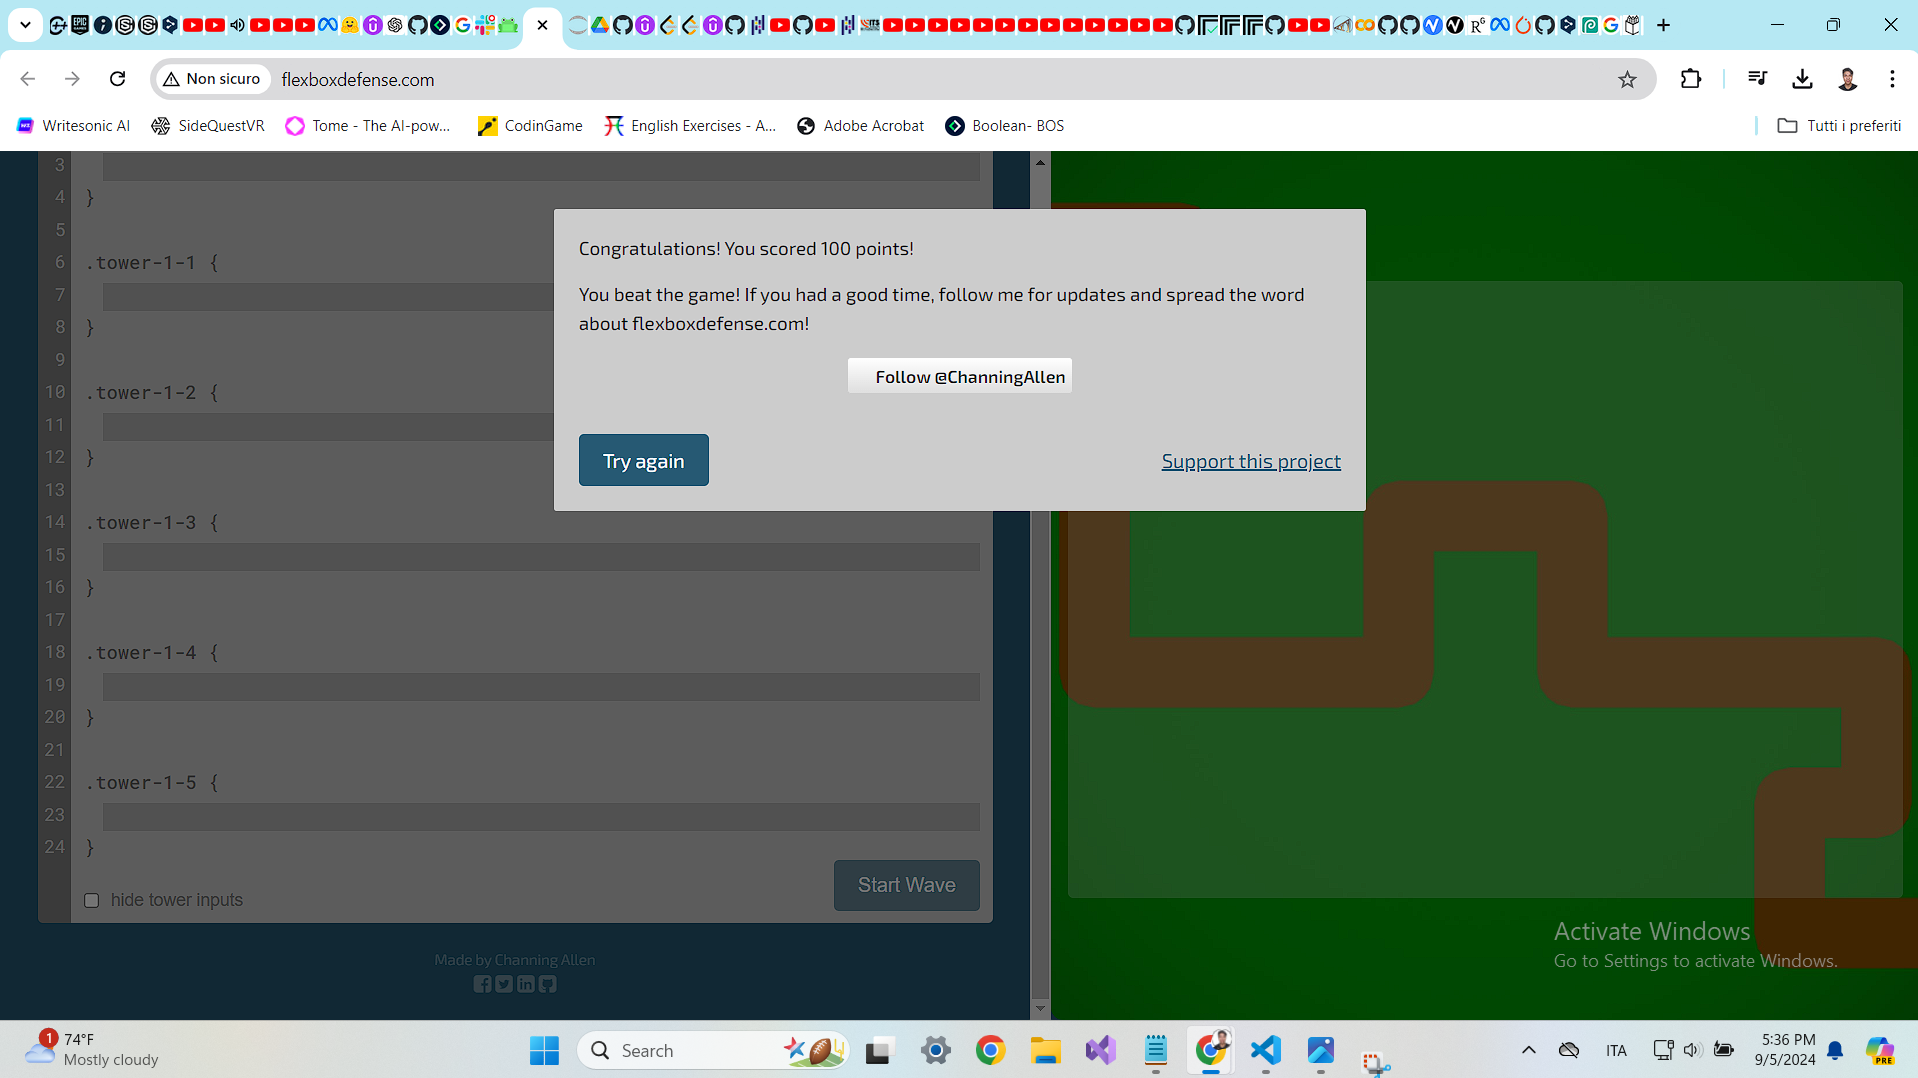 Non sicuro
flexboxdefense.com
Writesonic AI
SideQuestVR
Tome - The AI-pow...
CodinGame
English Exercises - A...
Adobe Acrobat
Boolean- BOS
Tutti i preferiti
3
4 }
5
6 .tower-1-1 {
7
8 }
9
10 .tower-1-2 {
11
12 }
13
14 .tower-1-3 {
15
16 }
17
18 .tower-1-4 {
19
20 }
21
22 .tower-1-5 {
23
24 }
hide tower inputs
Start Wave
Made by Channing Allen
Congratulations! You scored 100 points!
You beat the game! If you had a good time, follow me for updates and spread the word
about flexboxdefense.com!
Follow @ChanningAllen
Try again
Support this project
Activate Windows
Go to Settings to activate Windows.
1
74°F
Mostly cloudy
Search
PRE
ITA
5:36 PM
9/5/2024